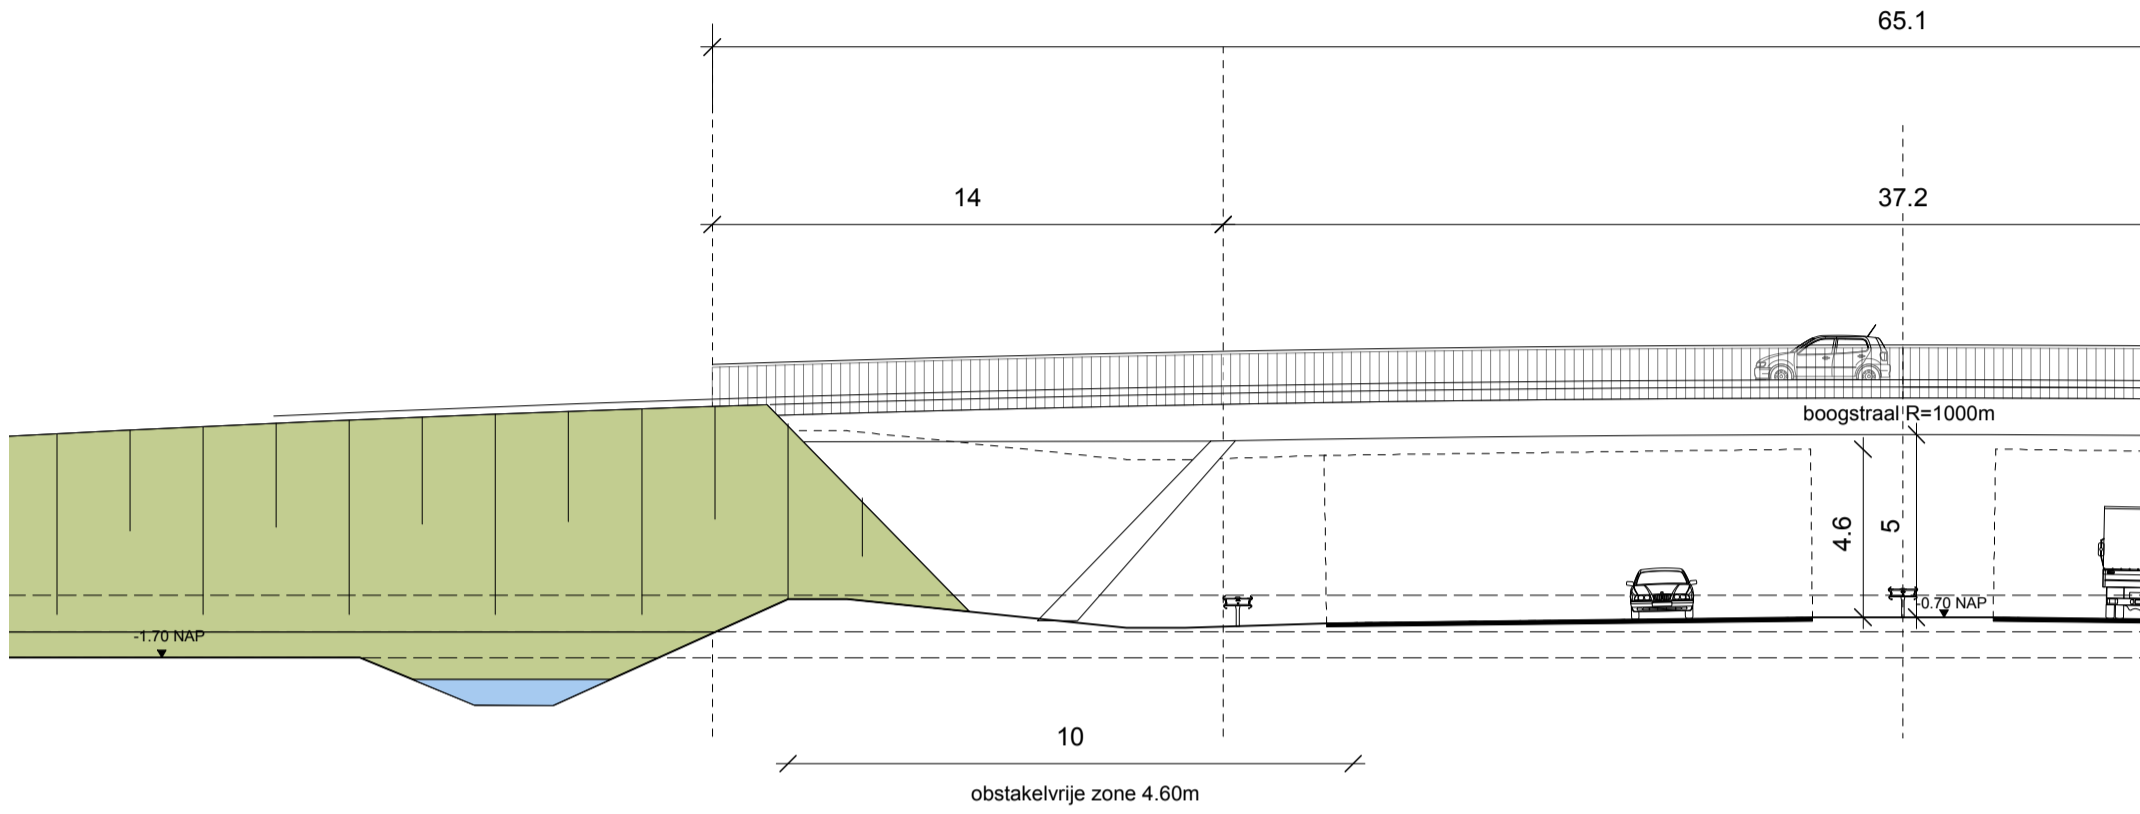 65.1
14
37.2
boogstraal R=1000m
4.6
5
-0.70 NAP
-1.70 NAP
10
obstakelvrije zone 4.60m